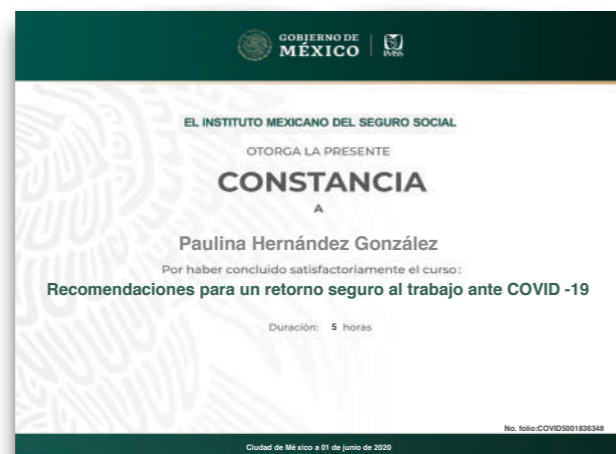 GOBIERNO DE
MÉXICO
IMSS
EL INSTITUTO MEXICANO DEL SEGURO SOCIAL
OTORGA LA PRESENTE
CONSTANCIA
A
Paulina Hernández González
Por haber concluido satisfactoriamente el curso:
Recomendaciones para un retorno seguro al trabajo ante COVID -19
Duración: 5 horas
No. folio:COVID5001836348
Ciudad de Mé xico a 01 de junio de 2020